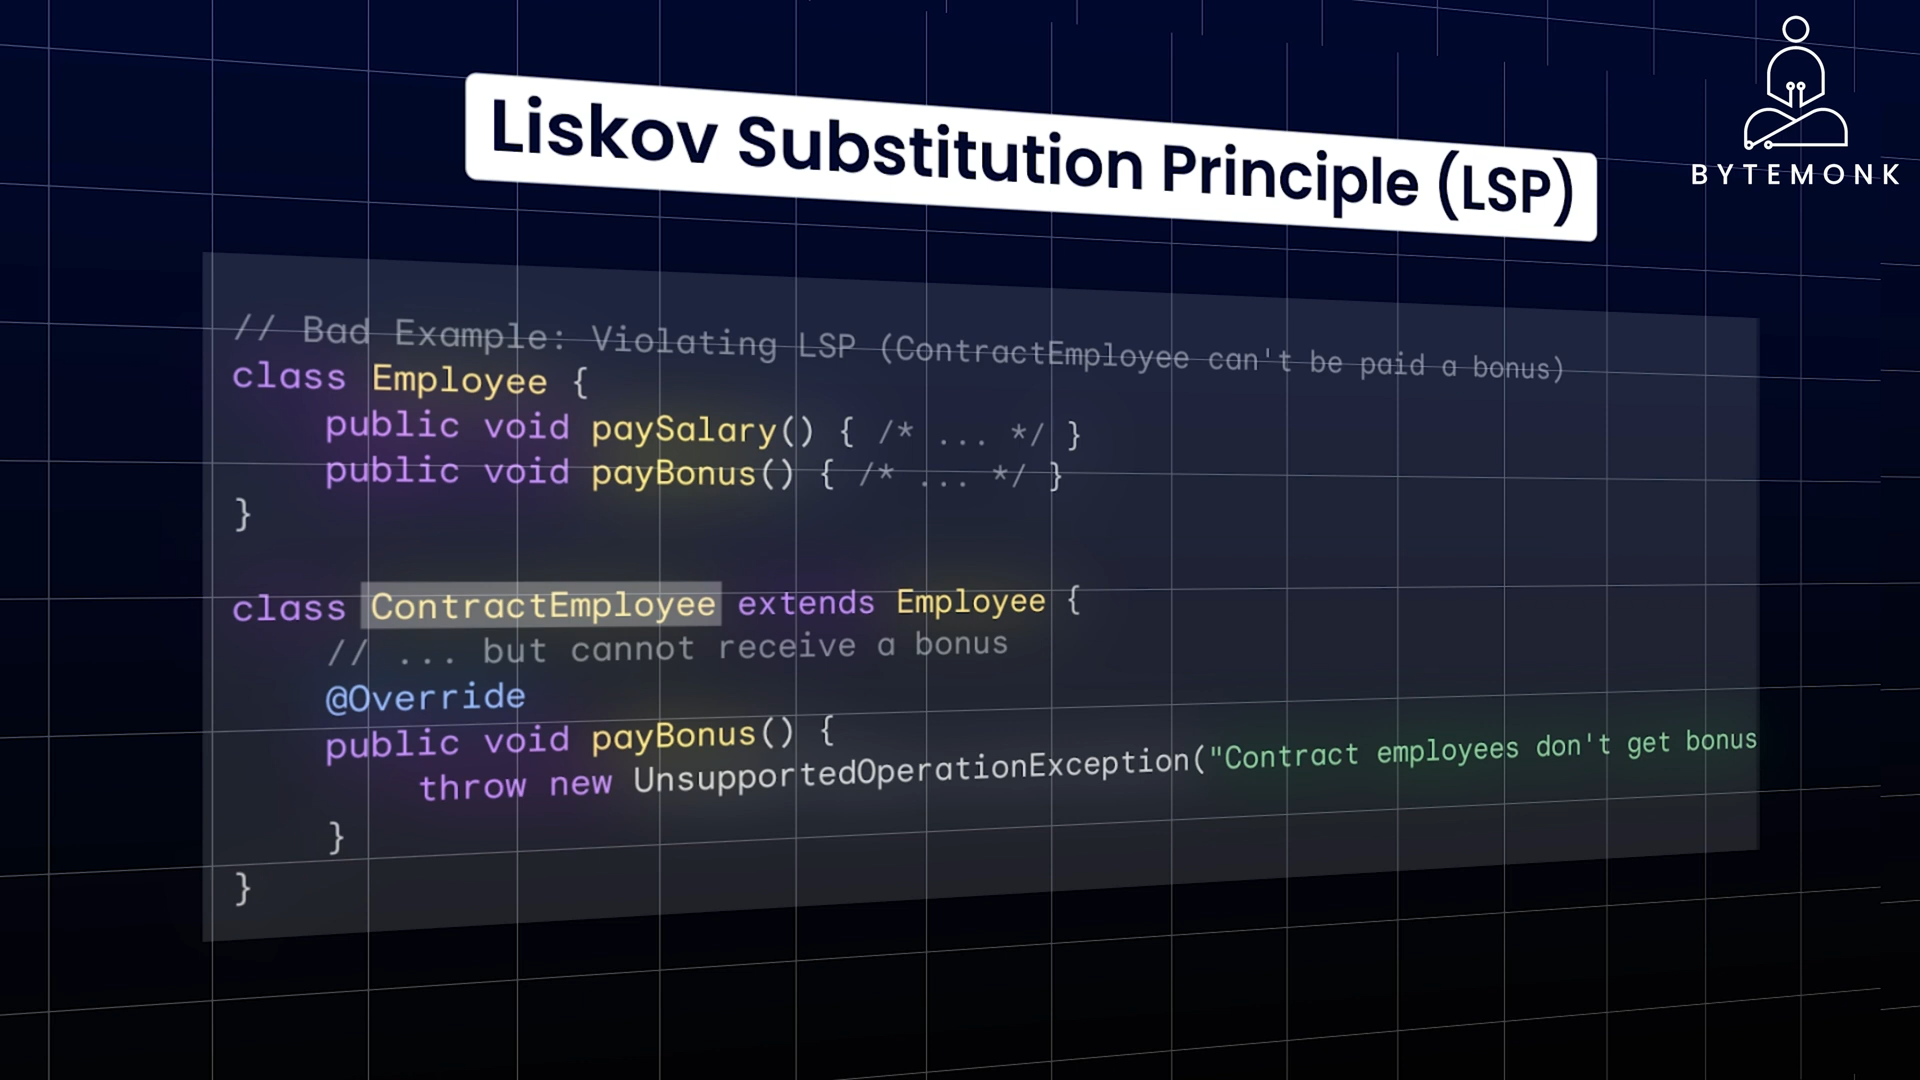 Liskov Substitution Principle (LSP)
BYTEMONK
// Bad Example: Violating LSP (ContractEmployee can't be paid a bonus)
class Employee {
    public void paySalary() { /* ... */ }
    public void payBonus() { /* ... */ }
}

class ContractEmployee extends Employee {
    // ... but cannot receive a bonus
    @Override
    public void payBonus() {
        throw new UnsupportedOperationException("Contract employees don't get bonus
    }
}